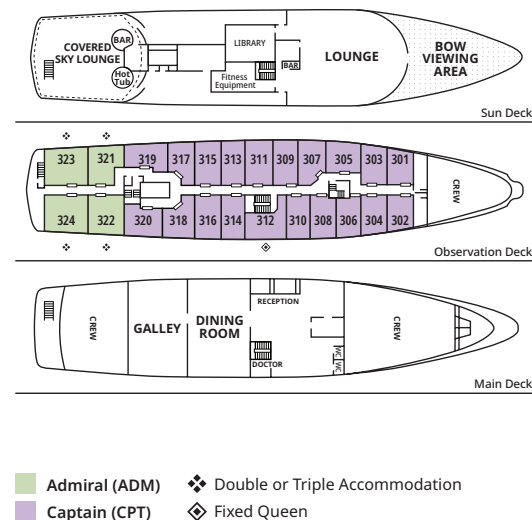 COVERED
SKY LOUNGE
BAR
Hot
Tub
LIBRARY
Fitness
Equipment
BAR
LOUNGE
BOW
VIEWING
AREA
Sun Deck
323 321 319 317 315 313 311 309 307 305 303 301
324 322 320 318 316 314 312 310 308 306 304 302
CREW
Observation Deck
CREW
GALLEY
DINING
ROOM
RECEPTION
DOCTOR
WC
WC
CREW
Main Deck
Admiral (ADM)
Double or Triple Accommodation
Captain (CPT)
Fixed Queen